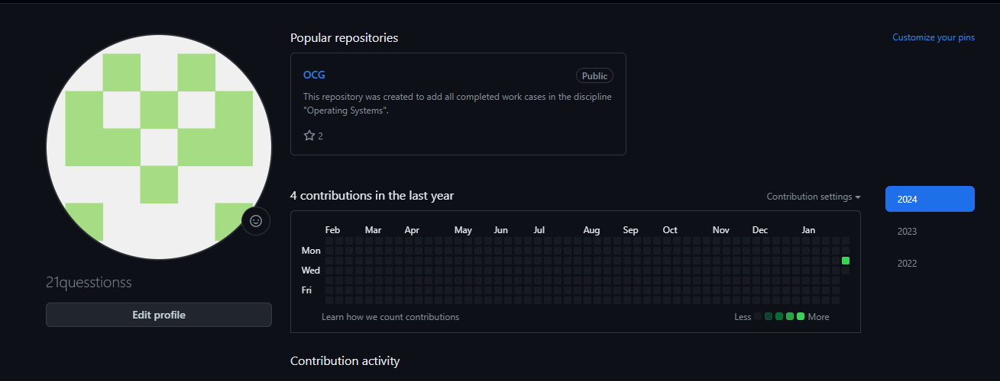 Popular repositories
Customize your pins
OCG
Public
This repository was created to add all completed work cases in the discipline
"Operating Systems".
2
21quesstionss
Edit profile
4 contributions in the last year
Contribution settings
2024
2023
2022
Feb Mar Apr May Jun Jul Aug Sep Oct Nov Dec Jan
Mon
Wed
Fri
Learn how we count contributions
Less More
Contribution activity